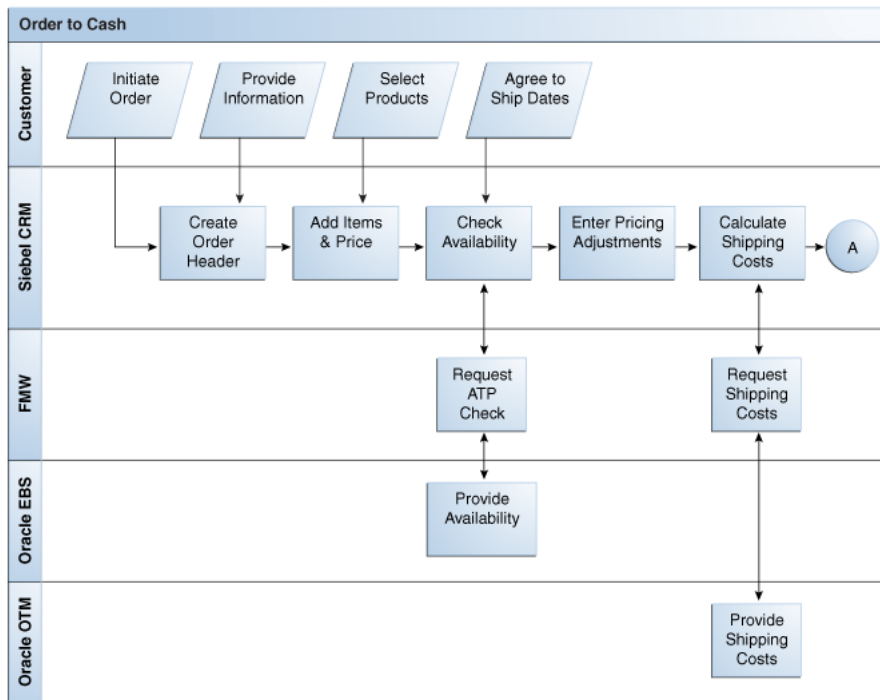 Order to Cash
Customer
Initiate
Order
Provide
Information
Select
Products
Agree to
Ship Dates
Siebel CRM
Create
Order
Header
Add Items
& Price
Check
Availability
Enter Pricing
Adjustments
Calculate
Shipping
Costs
A
FMW
Request
ATP
Check
Request
Shipping
Costs
Oracle EBS
Provide
Availability
Oracle OTM
Provide
Shipping
Costs